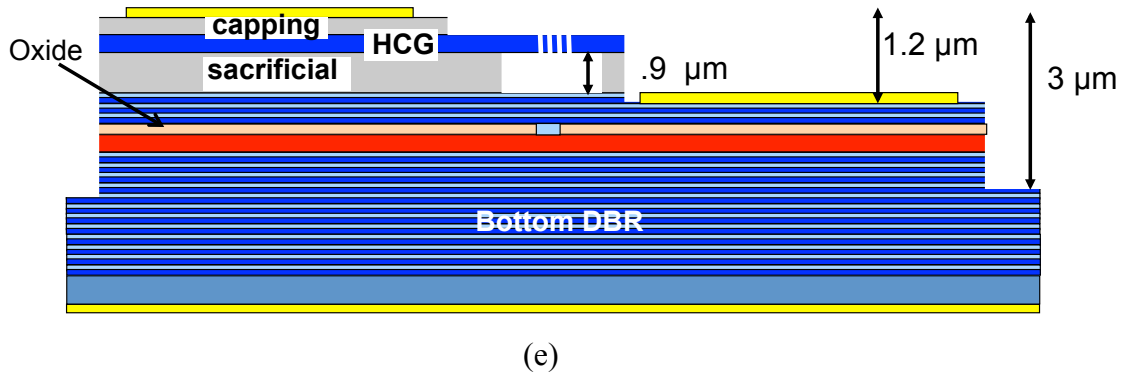 capping
Oxide
HCG
1.2 μm
sacrificial
.9 μm
3 μm
Bottom DBR
(e)